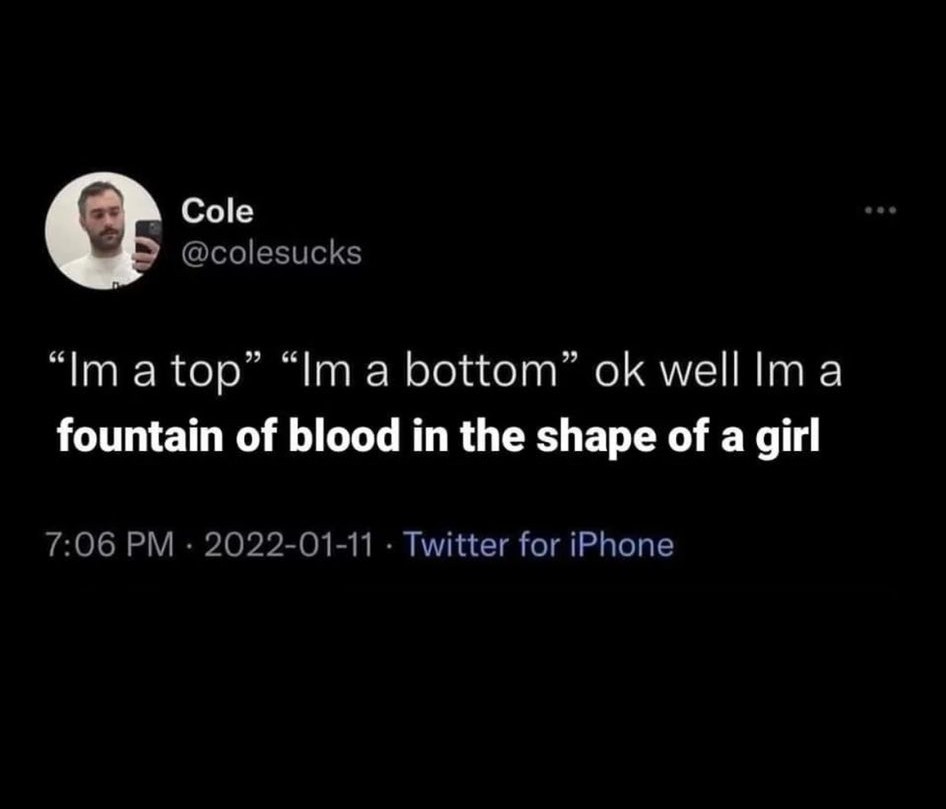 Cole
@colesucks
“Im a top” “Im a bottom” ok well Im a
fountain of blood in the shape of a girl
7:06 PM · 2022-01-11 · Twitter for iPhone